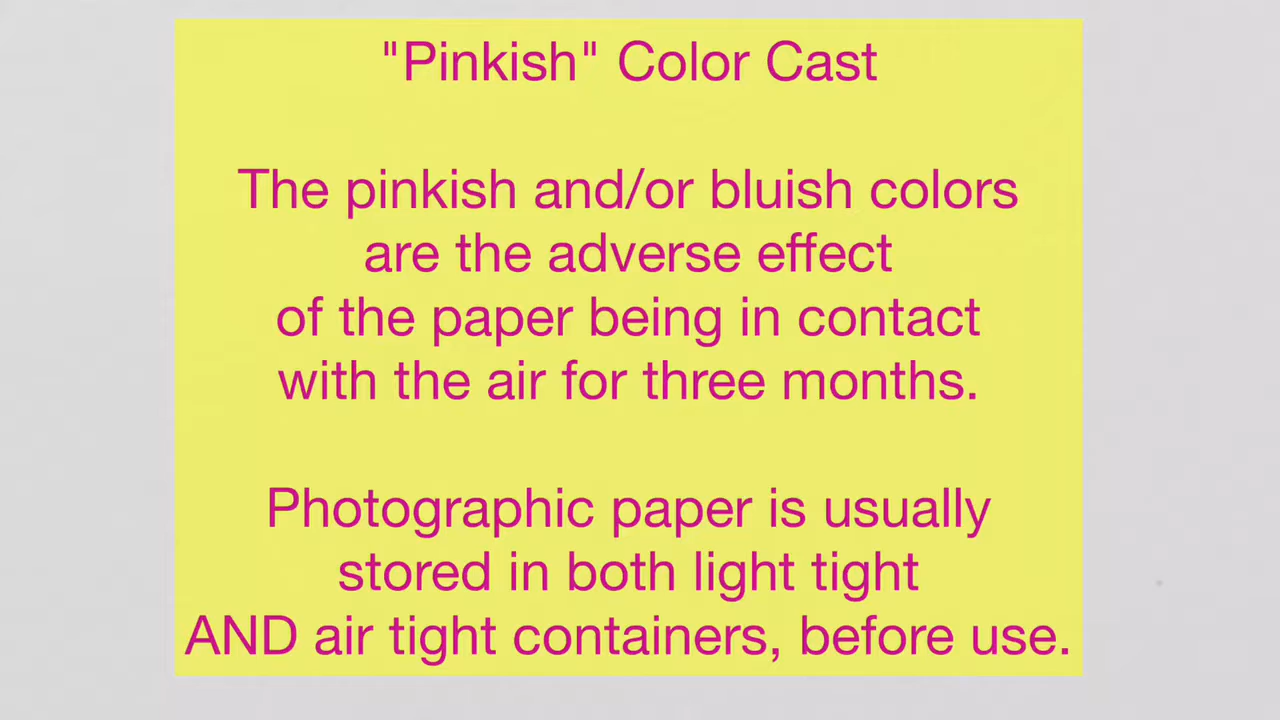 "Pinkish" Color Cast
The pinkish and/or bluish colors
are the adverse effect
of the paper being in contact
with the air for three months.
Photographic paper is usually
stored in both light tight
AND air tight containers, before use.